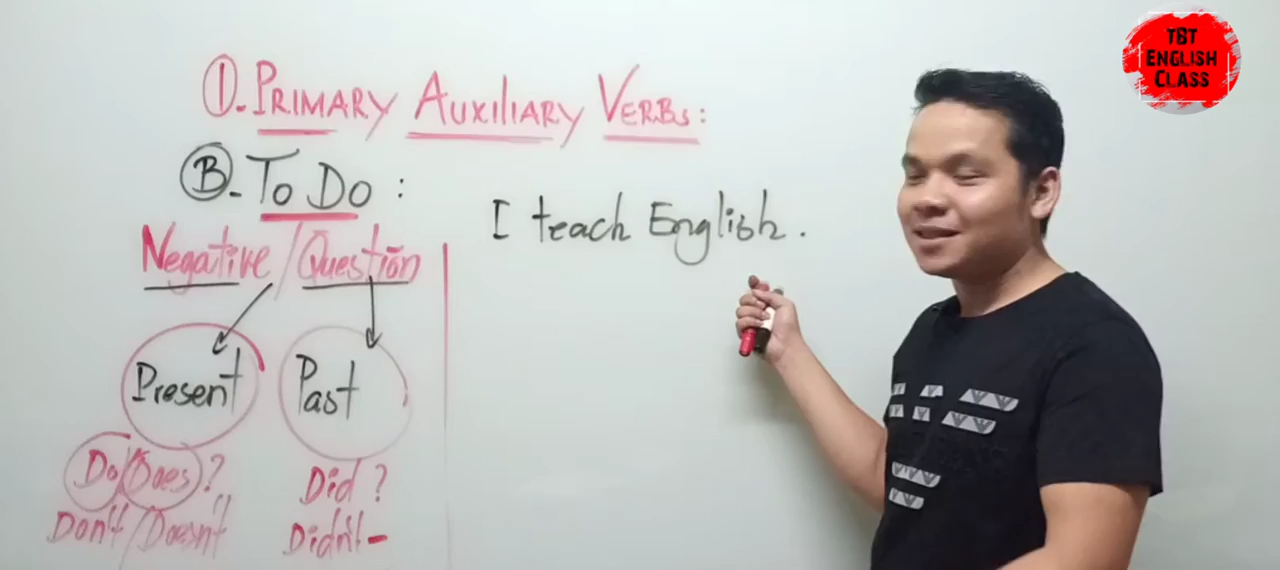 ①.PRIMARY AUXILIARY VERBS:
Ⓑ.To Do :
Negative/Question
I teach English.
Present Past
Do/Does? Did?
Don't/Doesn't Didn't-
TBT
ENGLISH
CLASS